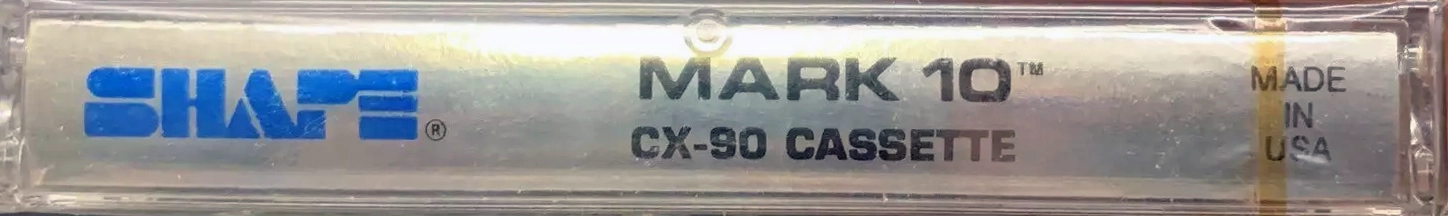 SHAPE®
MARK 10™
CX-90 CASSETTE
MADE
IN
USA